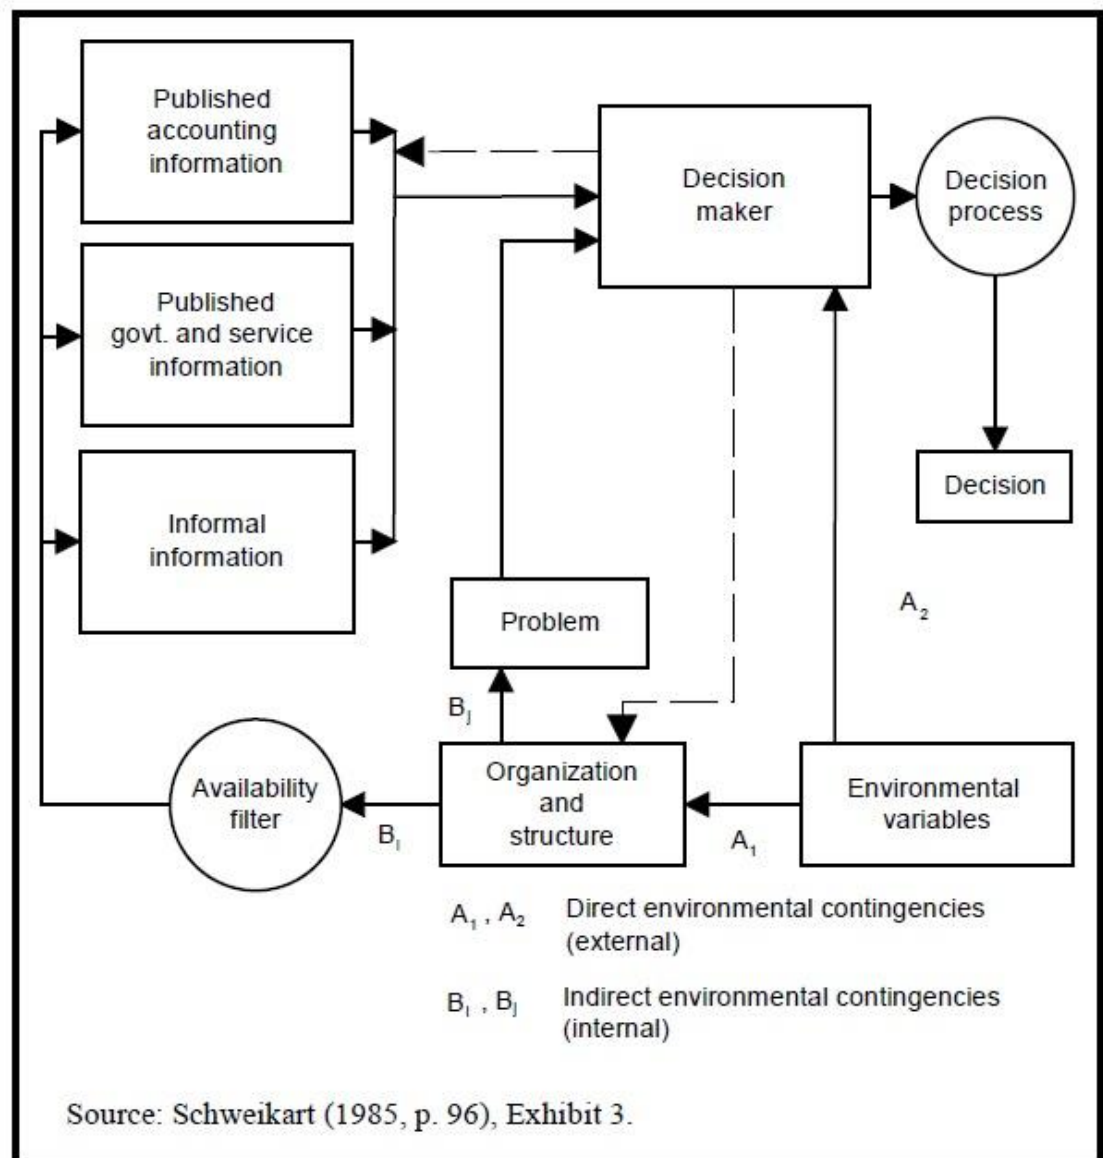 Published
accounting
information
Decision
maker
Decision
process
Published
govt. and service
information
Decision
Informal
information
Problem
A2
BJ
Availability
filter
BI
Organization
and
structure
A1
Environmental
variables
A1 , A2 Direct environmental contingencies
(external)
BI , BJ Indirect environmental contingencies
(internal)
Source: Schweikart (1985, p. 96), Exhibit 3.